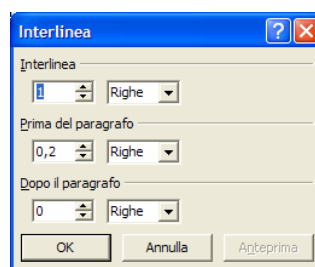 Interlinea
Interlinea
1 Righe
Prima del paragrafo
0,2 Righe
Dopo il paragrafo
0 Righe
OK Annulla Anteprima